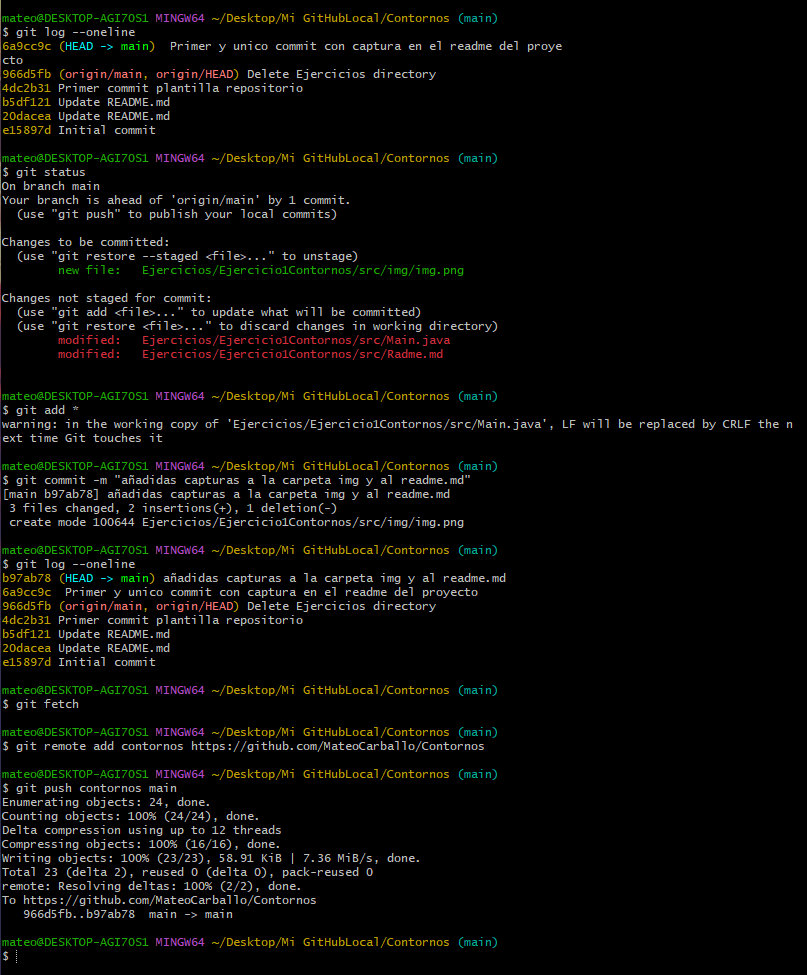 mateo@DESKTOP-AGI7OS1 MINGW64 ~/Desktop/Mi GitHubLocal/Contornos (main)
$ git log --oneline
6a9cc9c (HEAD -> main)  Primer y unico commit con captura en el readme del proye
cto
966d5fb (origin/main, origin/HEAD) Delete Ejercicios directory
4dc2b31 Primer commit plantilla repositorio
b5df121 Update README.md
20dacea Update README.md
e15897d Initial commit

mateo@DESKTOP-AGI7OS1 MINGW64 ~/Desktop/Mi GitHubLocal/Contornos (main)
$ git status
On branch main
Your branch is ahead of 'origin/main' by 1 commit.
  (use "git push" to publish your local commits)

Changes to be committed:
  (use "git restore --staged <file>..." to unstage)
        new file:   Ejercicios/Ejercicio1Contornos/src/img/img.png

Changes not staged for commit:
  (use "git add <file>..." to update what will be committed)
  (use "git restore <file>..." to discard changes in working directory)
        modified:   Ejercicios/Ejercicio1Contornos/src/Main.java
        modified:   Ejercicios/Ejercicio1Contornos/src/Radme.md

mateo@DESKTOP-AGI7OS1 MINGW64 ~/Desktop/Mi GitHubLocal/Contornos (main)
$ git add *
warning: in the working copy of 'Ejercicios/Ejercicio1Contornos/src/Main.java', LF will be replaced by CRLF the n
ext time Git touches it

mateo@DESKTOP-AGI7OS1 MINGW64 ~/Desktop/Mi GitHubLocal/Contornos (main)
$ git commit -m "añadidas capturas a la carpeta img y al readme.md"
[main b97ab78] añadidas capturas a la carpeta img y al readme.md
 3 files changed, 2 insertions(+), 1 deletion(-)
 create mode 100644 Ejercicios/Ejercicio1Contornos/src/img/img.png

mateo@DESKTOP-AGI7OS1 MINGW64 ~/Desktop/Mi GitHubLocal/Contornos (main)
$ git log --oneline
b97ab78 (HEAD -> main) añadidas capturas a la carpeta img y al readme.md
6a9cc9c  Primer y unico commit con captura en el readme del proyecto
966d5fb (origin/main, origin/HEAD) Delete Ejercicios directory
4dc2b31 Primer commit plantilla repositorio
b5df121 Update README.md
20dacea Update README.md
e15897d Initial commit

mateo@DESKTOP-AGI7OS1 MINGW64 ~/Desktop/Mi GitHubLocal/Contornos (main)
$ git fetch

mateo@DESKTOP-AGI7OS1 MINGW64 ~/Desktop/Mi GitHubLocal/Contornos (main)
$ git remote add contornos https://github.com/MateoCarballo/Contornos

mateo@DESKTOP-AGI7OS1 MINGW64 ~/Desktop/Mi GitHubLocal/Contornos (main)
$ git push contornos main
Enumerating objects: 24, done.
Counting objects: 100% (24/24), done.
Delta compression using up to 12 threads
Compressing objects: 100% (16/16), done.
Writing objects: 100% (23/23), 58.91 KiB | 7.36 MiB/s, done.
Total 23 (delta 2), reused 0 (delta 0), pack-reused 0
remote: Resolving deltas: 100% (2/2), done.
To https://github.com/MateoCarballo/Contornos
   966d5fb..b97ab78  main -> main

mateo@DESKTOP-AGI7OS1 MINGW64 ~/Desktop/Mi GitHubLocal/Contornos (main)
$